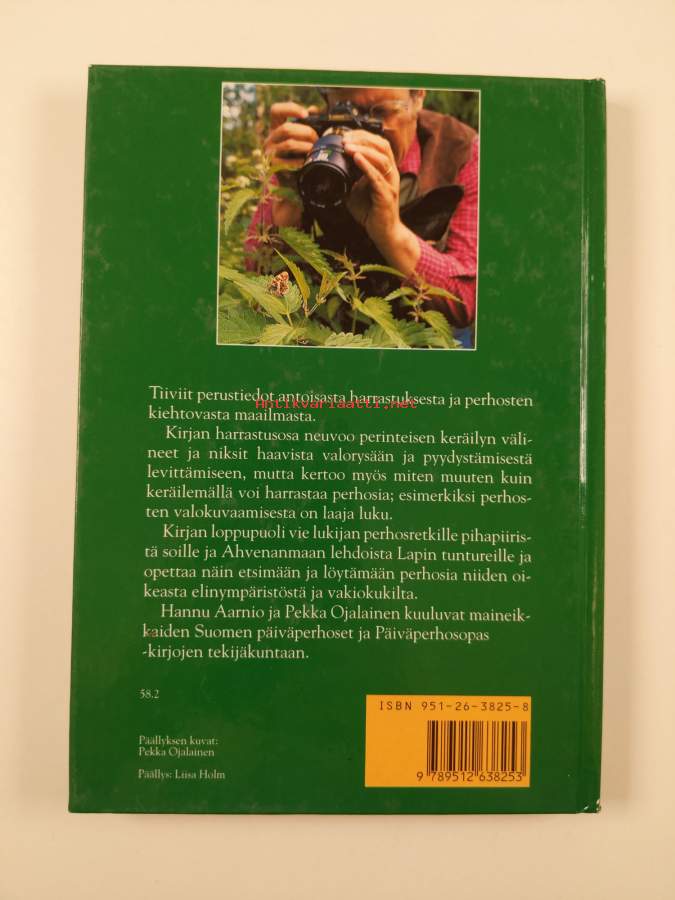 Tiiviit perustiedot antoisasta harrastuksesta ja perhosten
Antikvariaatti.net
kiehtovasta maailmasta.
Kirjan harrastusosa neuvoo perinteisen keräilyn väli-
neet ja niksit haavista valorysään ja pyydystämisestä
levittämiseen, mutta kertoo myös miten muuten kuin
keräilemällä voi harrastaa perhosia; esimerkiksi perhos-
ten valokuvaamisesta on laaja luku.
Kirjan loppupuoli vie lukijan perhosretkille pihapiiris-
tä soille ja Ahvenanmaan lehdoista Lapin tuntureille ja
opettaa näin etsimään ja löytämään perhosia niiden oi-
keasta elinympäristöstä ja vakiokukilta.
Hannu Aarnio ja Pekka Ojalainen kuuluvat maineik-
kaiden Suomen päiväperhoset ja Päiväperhosopas
-kirjojen tekijäkuntaan.
58.2
Päällyksen kuvat:
Pekka Ojalainen
Päällys: Liisa Holm
ISBN 951-26-3825-8
9 789512 638253